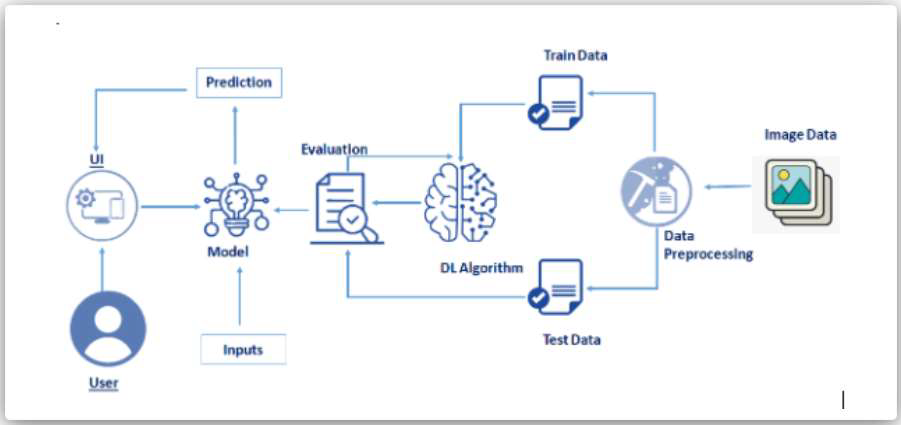 Train Data
Prediction
Image Data
Evaluation
UI
Model
Data
Preprocessing
DL Algorithm
Inputs
Test Data
User